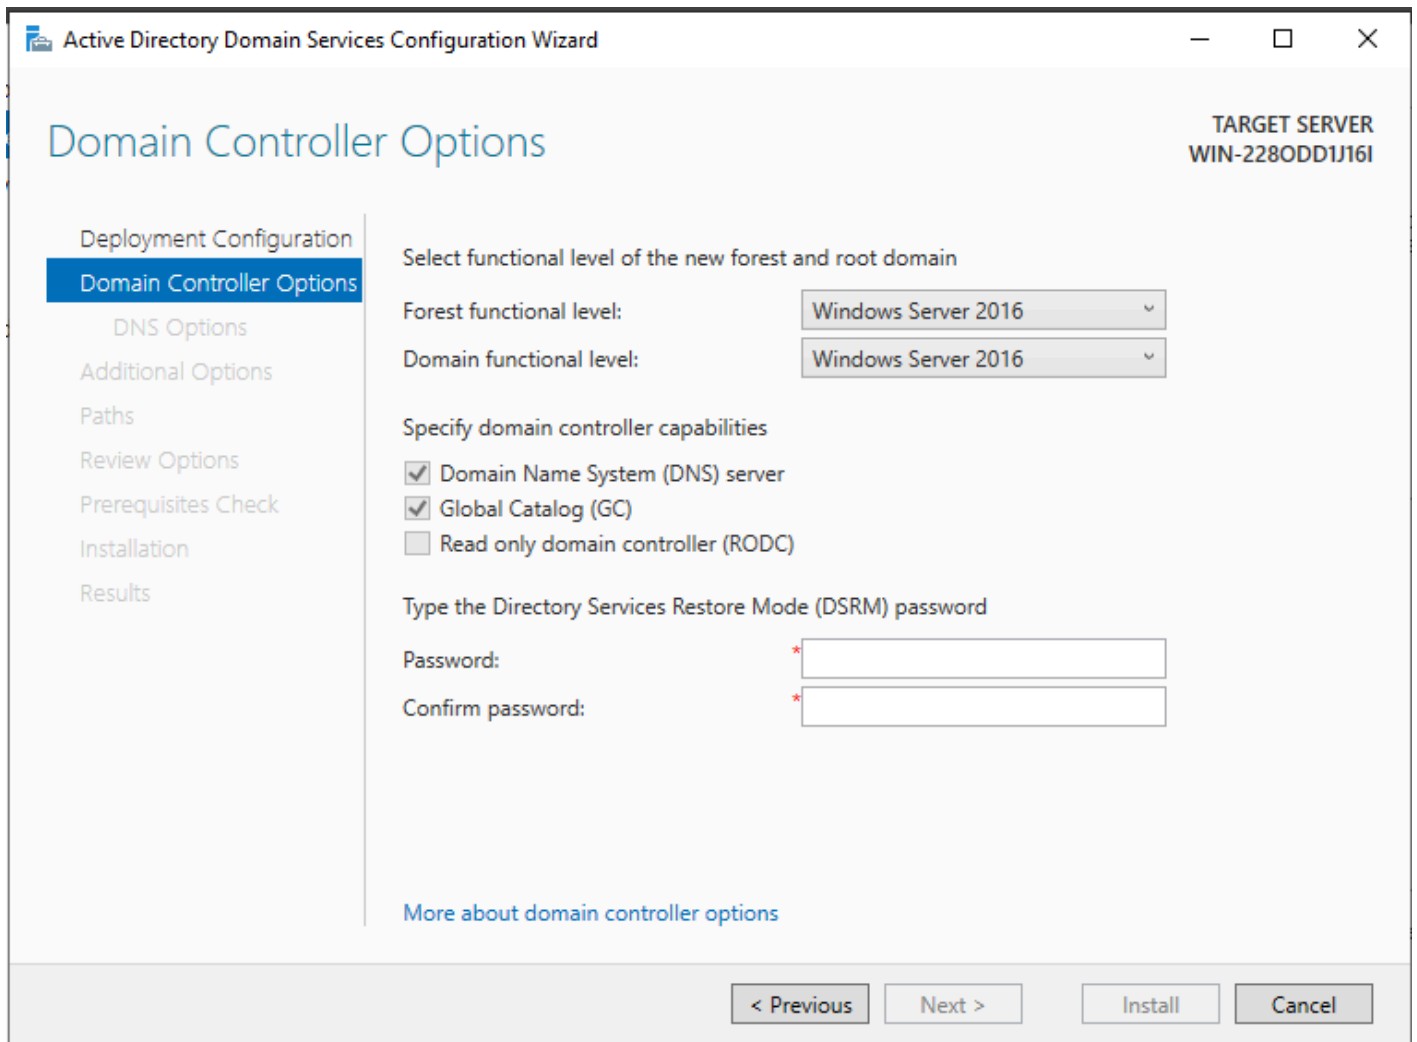 Active Directory Domain Services Configuration Wizard
Domain Controller Options
TARGET SERVER
WIN-228ODD1J16I
Deployment Configuration
Domain Controller Options
DNS Options
Additional Options
Paths
Review Options
Prerequisites Check
Installation
Results
Select functional level of the new forest and root domain
Forest functional level:
Windows Server 2016
Domain functional level:
Windows Server 2016
Specify domain controller capabilities
Domain Name System (DNS) server
Global Catalog (GC)
Read only domain controller (RODC)
Type the Directory Services Restore Mode (DSRM) password
Password:
*
Confirm password:
*
More about domain controller options
< Previous
Next >
Install
Cancel